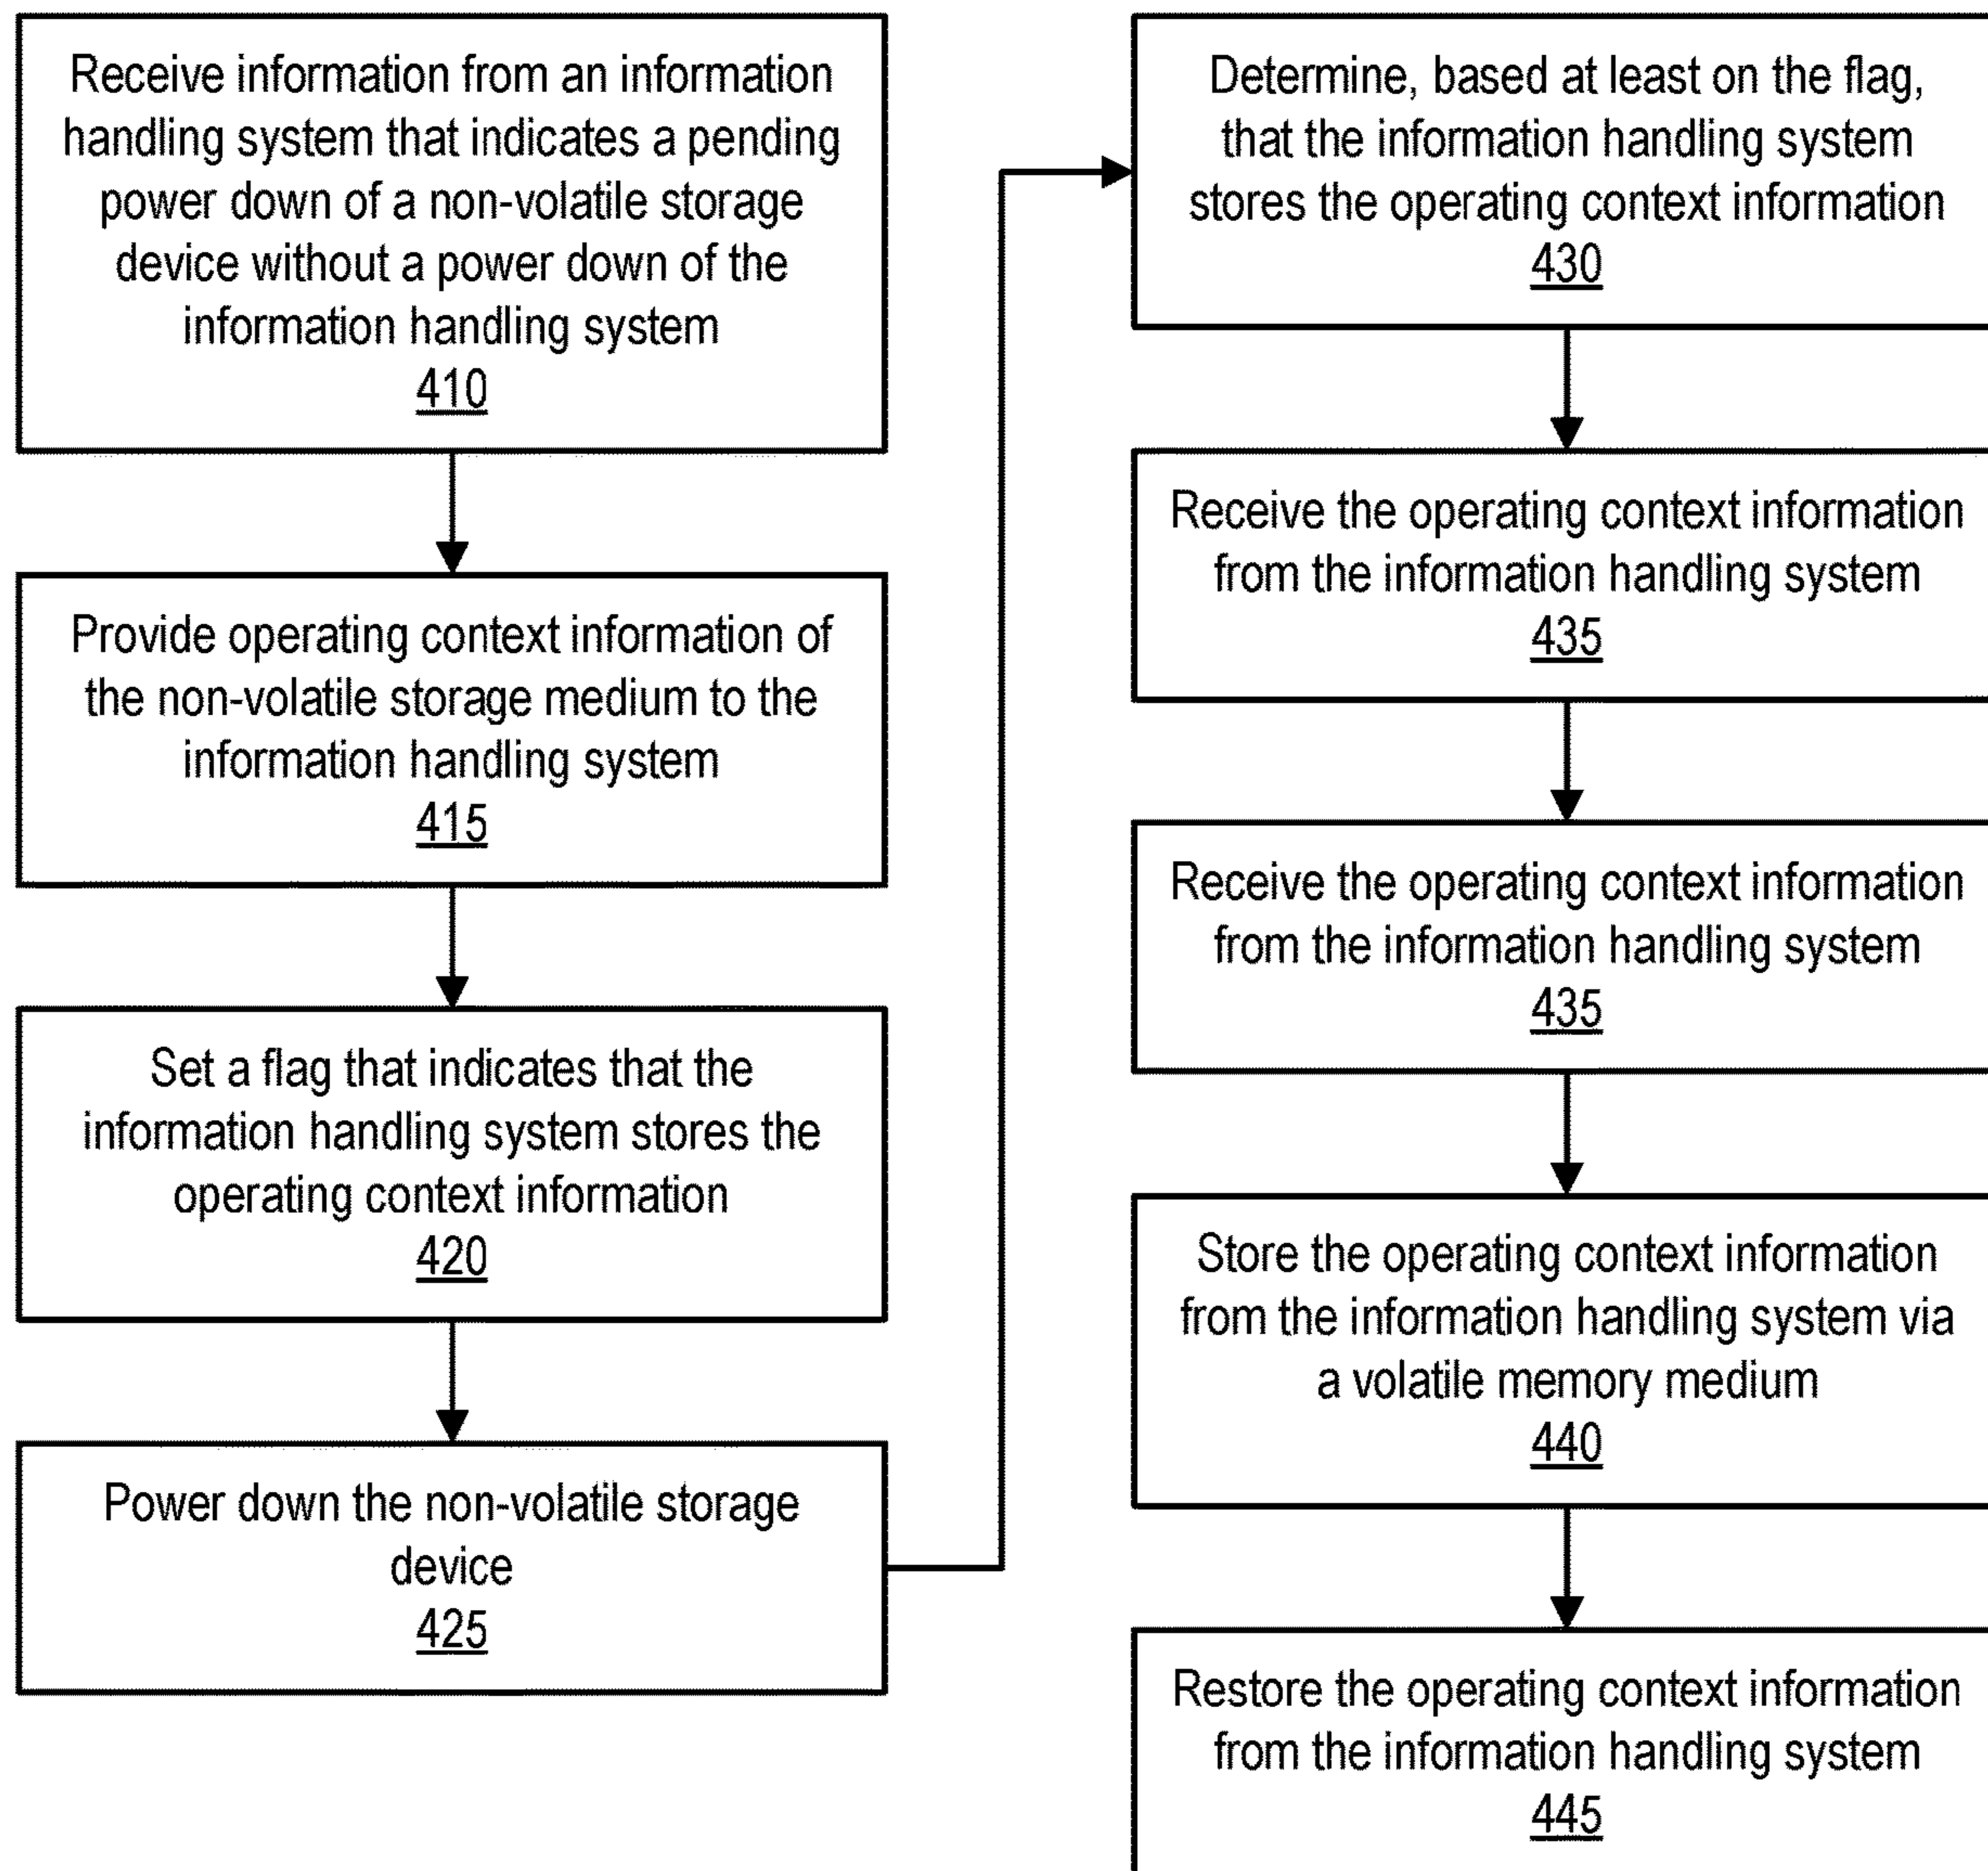 Receive information from an information
handling system that indicates a pending
power down of a non-volatile storage
device without a power down of the
information handling system
410
Provide operating context information of
the non-volatile storage medium to the
information handling system
415
Set a flag that indicates that the
information handling system stores the
operating context information
420
Power down the non-volatile storage
device
425
Determine, based at least on the flag,
that the information handling system
stores the operating context information
430
Receive the operating context information
from the information handling system
435
Receive the operating context information
from the information handling system
435
Store the operating context information
from the information handling system via
a volatile memory medium
440
Restore the operating context information
from the information handling system
445